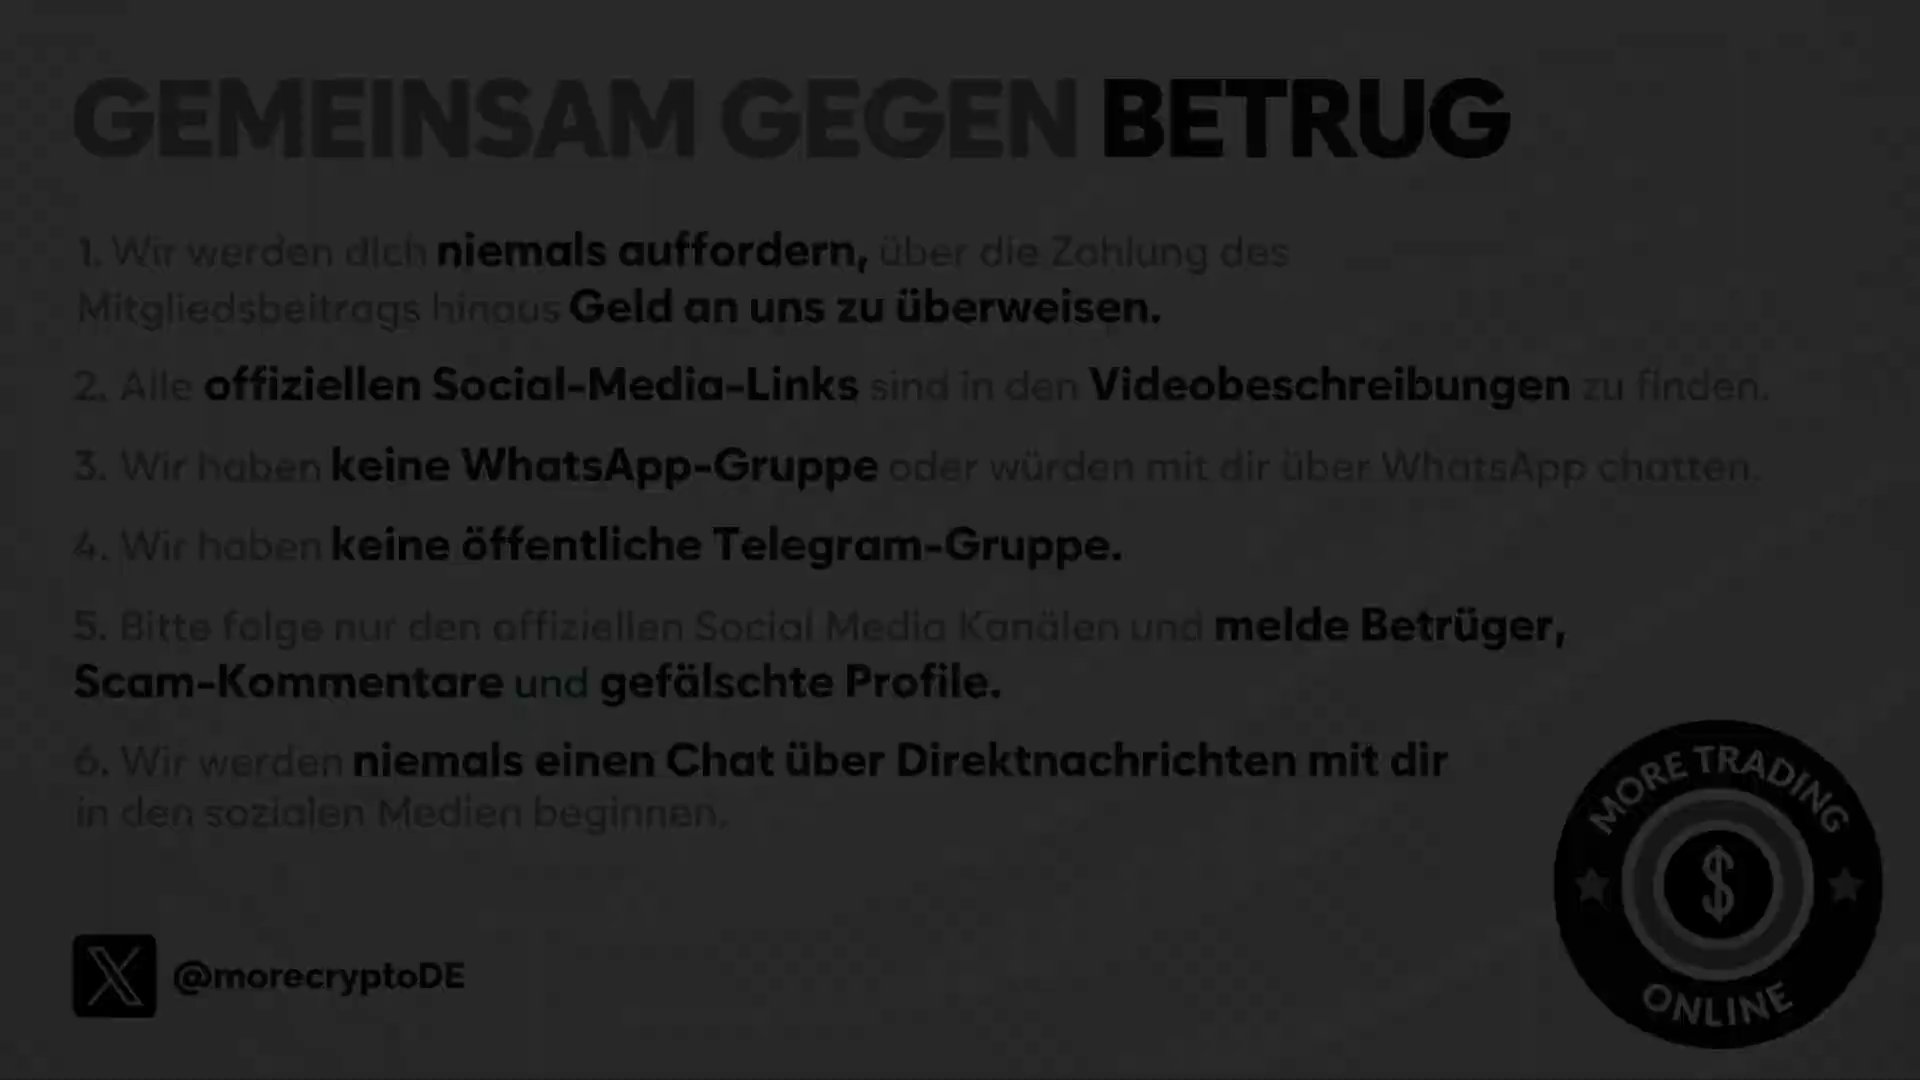 GEMEINSAM GEGEN BETRUG
1. Wir werden dich niemals auffordern, über die Zahlung des
Mitgliedsbeitrags hinaus Geld an uns zu überweisen.
2. Alle offiziellen Social-Media-Links sind in den Videobeschreibungen zu finden.
3. Wir haben keine WhatsApp-Gruppe oder würden mit dir über WhatsApp chatten.
4. Wir haben keine öffentliche Telegram-Gruppe.
5. Bitte folge nur den offiziellen Social Media Kanälen und melde Betrüger,
Scam-Kommentare und gefälschte Profile.
6. Wir werden niemals einen Chat über Direktnachrichten mit dir
in den sozialen Medien beginnen.
MORE TRADING
$
ONLINE
X @morecryptoDE